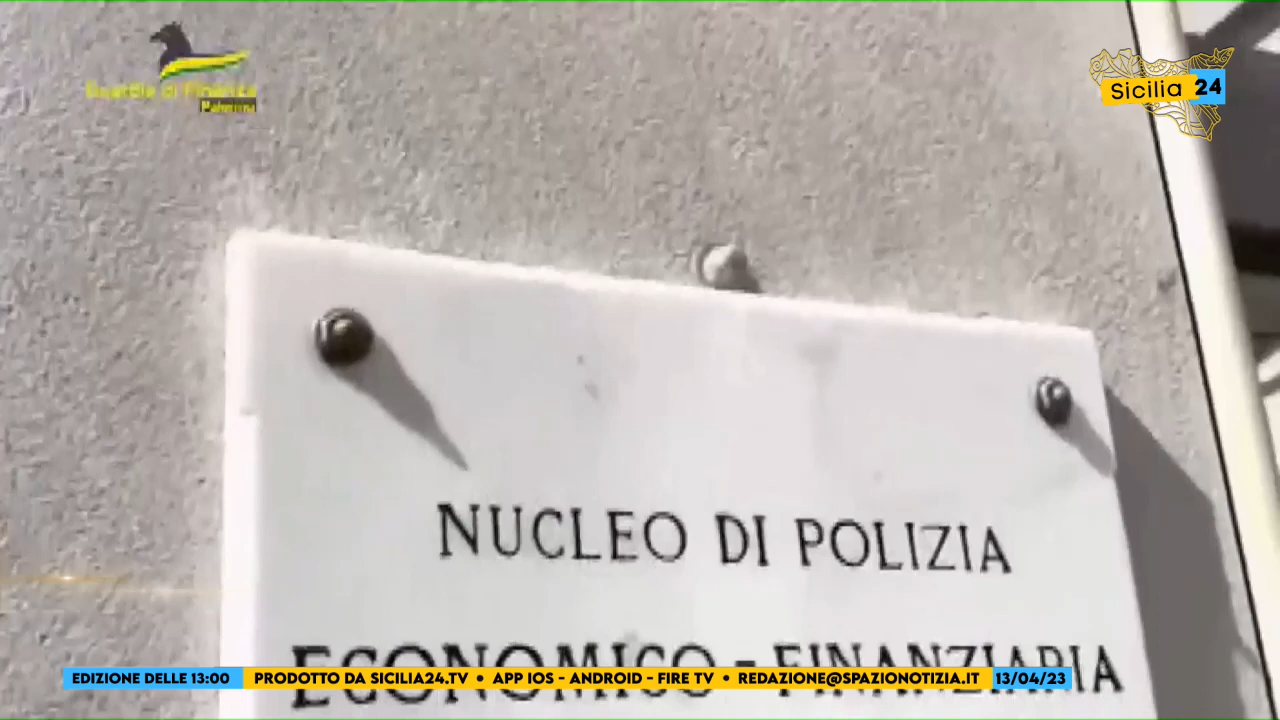 Guardia di Finanza
Palermo
Sicilia 24
NUCLEO DI POLIZIA
ECONOMICO - FINANZIARIA
EDIZIONE DELLE 13:00 PRODOTTO DA SICILIA24.TV • APP IOS - ANDROID - FIRE TV • REDAZIONE@SPAZIONOTIZIA.IT 13/04/23